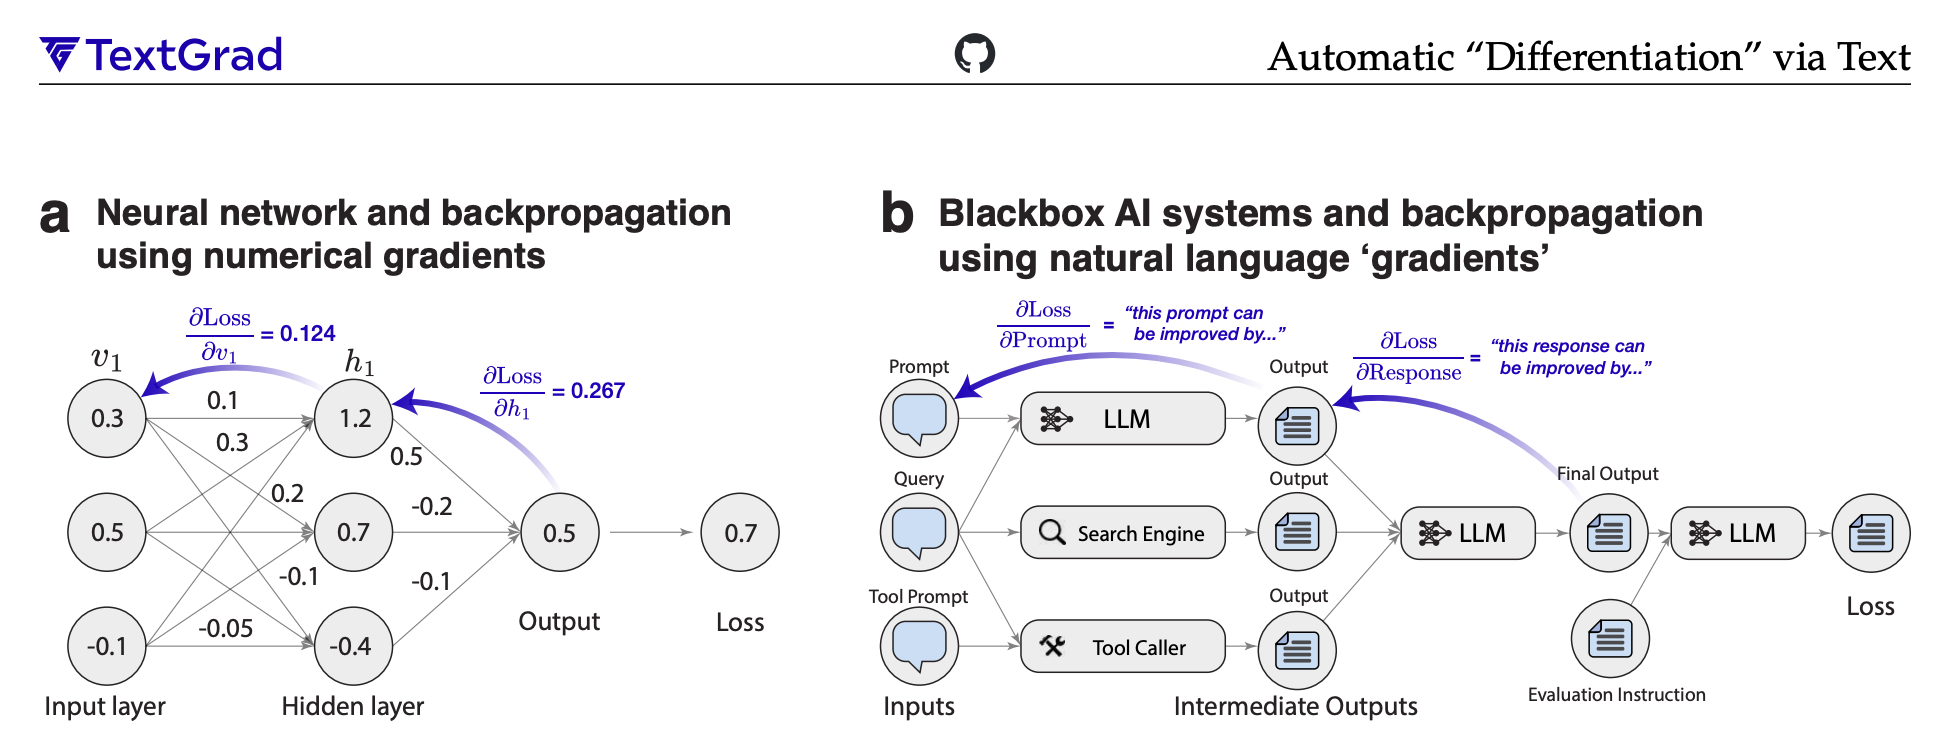 TextGrad
Automatic “Differentiation” via Text
a Neural network and backpropagation
using numerical gradients
∂Loss
∂v₁
= 0.124
v₁
h₁
∂Loss
∂h₁
= 0.267
0.3
0.1
1.2
0.3
0.5
0.2
-0.2
0.5
0.7
0.5
0.7
-0.1
-0.1
-0.05
-0.1
-0.4
Output
Loss
Input layer
Hidden layer
b Blackbox AI systems and backpropagation
using natural language ‘gradients’
∂Loss
∂Prompt
= “this prompt can
be improved by...”
∂Loss
∂Response
= “this response can
be improved by...”
Prompt
LLM
Output
Query
Search Engine
Output
LLM
Final Output
LLM
Loss
Tool Prompt
Tool Caller
Output
Evaluation Instruction
Inputs
Intermediate Outputs